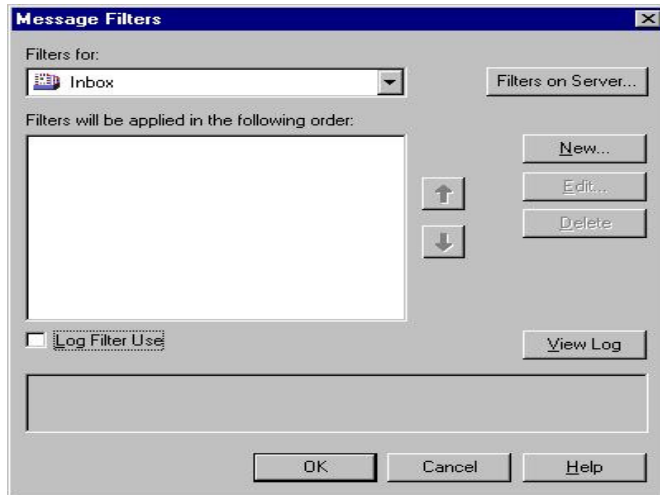 Message Filters
Filters for:
Inbox
Filters on Server...
Filters will be applied in the following order:
New...
Edit...
Delete
Log Filter Use
View Log
OK
Cancel
Help